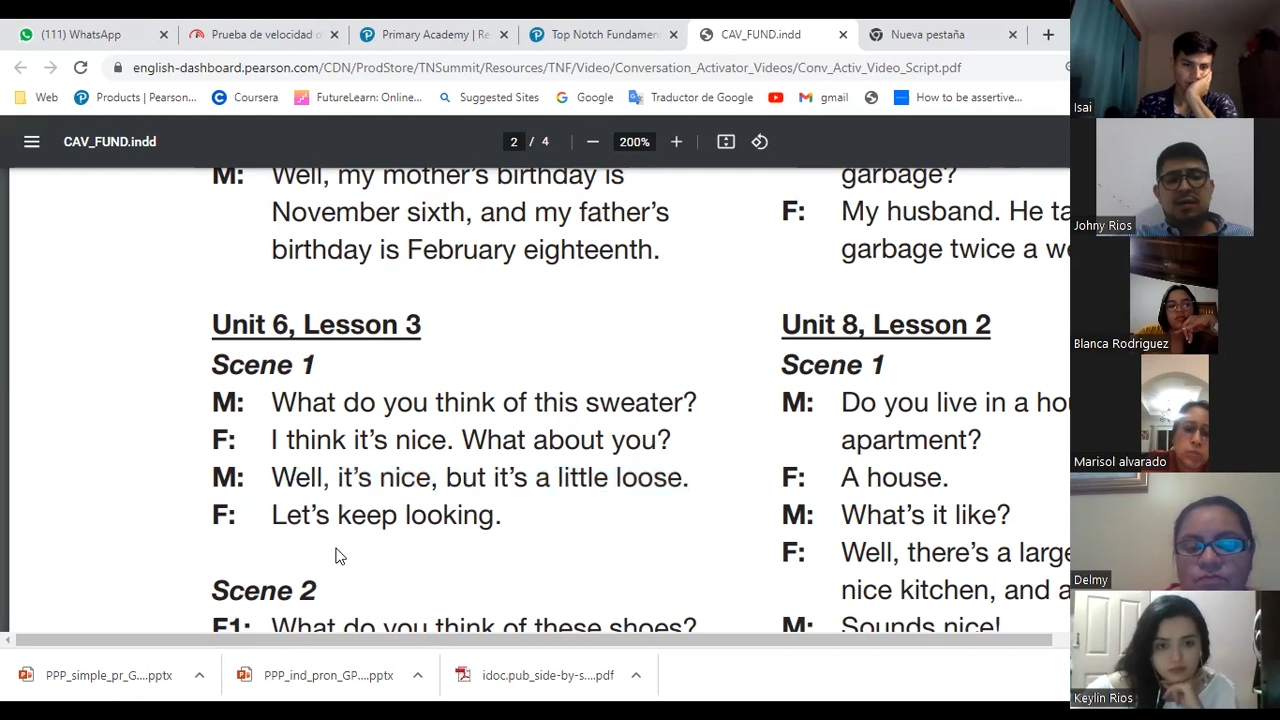 (111) WhatsApp
Prueba de velocidad d
Primary Academy | Re
Top Notch Fundamen
CAV_FUND.indd
Nueva pestaña
english-dashboard.pearson.com/CDN/ProdStore/TNSummit/Resources/TNF/Video/Conversation_Activator_Videos/Conv_Activ_Video_Script.pdf
Web
Products | Pearson...
Coursera
FutureLearn: Online...
Suggested Sites
Google
Traductor de Google
gmail
How to be assertive...
CAV_FUND.indd
2 / 4
200%
M: Well, my mother's birthday is
November sixth, and my father's
birthday is February eighteenth.
Unit 6, Lesson 3
Scene 1
M: What do you think of this sweater?
F: I think it's nice. What about you?
M: Well, it's nice, but it's a little loose.
F: Let's keep looking.
Scene 2
F1: What do you think of these shoes?
garbage?
F: My husband. He ta
garbage twice a we
Unit 8, Lesson 2
Scene 1
M: Do you live in a hou
apartment?
F: A house.
M: What's it like?
F: Well, there's a large
nice kitchen, and a
M: Sounds nice!
PPP_simple_pr_G....pptx
PPP_ind_pron_GP....pptx
idoc.pub_side-by-s....pdf
Isai
Johny Rios
Blanca Rodriguez
Marisol alvarado
Delmy
Keylin Rios